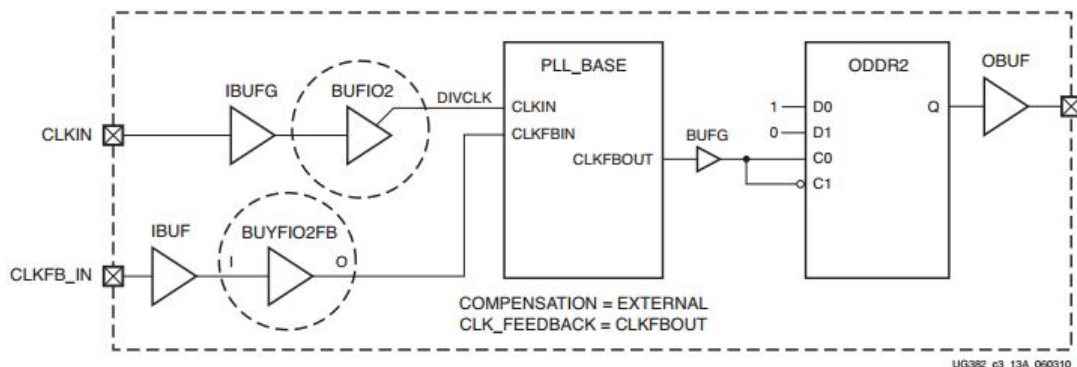 PLL_BASE
ODDR2
OBUF
IBUFG
BUFIO2
DIVCLK
CLKIN
1
D0
Q
CLKIN
CLKFBIN
0
D1
BUFG
CLKFBOUT
C0
C1
IBUF
BUYFIO2FB
CLKFB_IN
I
O
COMPENSATION = EXTERNAL
CLK_FEEDBACK = CLKFBOUT
UG382_c3_13A_060310